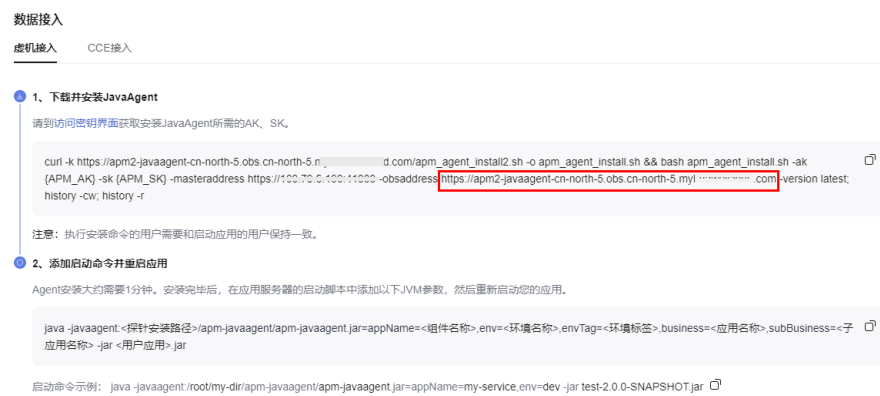 数据接入
虚机接入 CCE接入
1、下载并安装JavaAgent
请到访问密钥界面获取安装JavaAgent所需的AK、SK。
curl -k https://apm2-javaagent-cn-north-5.obs.cn-north-5.m d.com/apm_agent_install2.sh -o apm_agent_install.sh && bash apm_agent_install.sh -ak
{APM_AK} -sk {APM_SK} -masteraddress https:// -obsaddress https://apm2-javaagent-cn-north-5.obs.cn-north-5.myl .com -version latest;
history -cw; history -r
注意：执行安装命令的用户需要和启动应用的用户保持一致。
2、添加启动命令并重启应用
Agent安装大约需要1分钟。安装完毕后，在应用服务器的启动脚本中添加以下JVM参数，然后重新启动您的应用。
java -javaagent:<探针安装路径>/apm-javaagent/apm-javaagent.jar=appName=<组件名称>,env=<环境名称>,envTag=<环境标签>,business=<应用名称>,subBusiness=<子
应用名称> -jar <用户应用>.jar
启动命令示例： java -javaagent:/root/my-dir/apm-javaagent/apm-javaagent.jar=appName=my-service,env=dev -jar test-2.0.0-SNAPSHOT.jar